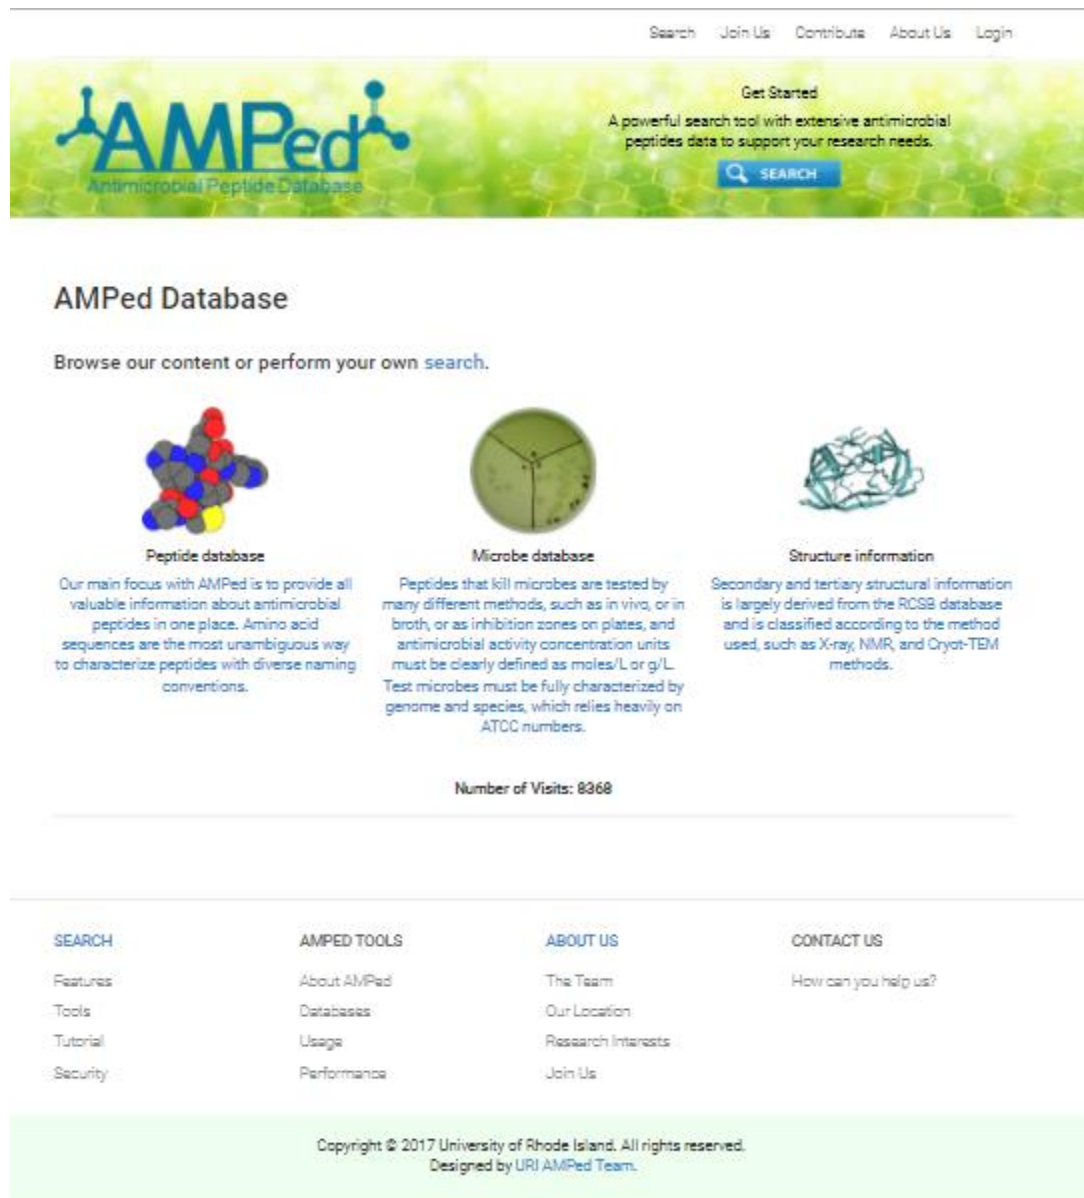 Search Join Us Contribute About Us Login
AMPed
Antimicrobial Peptide Database
Get Started
A powerful search tool with extensive antimicrobial
peptides data to support your research needs.
SEARCH
AMPed Database
Browse our content or perform your own search.
Peptide database
Our main focus with AMPed is to provide all
valuable information about antimicrobial
peptides in one place. Amino acid
sequences are the most unambiguous way
to characterize peptides with diverse naming
conventions.
Microbe database
Peptides that kill microbes are tested by
many different methods, such as in vivo, or in
broth, or as inhibition zones on plates, and
antimicrobial activity concentration units
must be clearly defined as moles/L or g/L.
Test microbes must be fully characterized by
genome and species, which relies heavily on
ATCC numbers.
Structure information
Secondary and tertiary structural information
is largely derived from the RCSB database
and is classified according to the method
used, such as X-ray, NMR, and Cryot-TEM
methods.
Number of Visits: 8368
SEARCH
Features
Tools
Tutorial
Security
AMPED TOOLS
About AMPed
Databases
Usage
Performance
ABOUT US
The Team
Our Location
Research Interests
Join Us
CONTACT US
How can you help us?
Copyright © 2017 University of Rhode Island. All rights reserved.
Designed by URI AMPed Team.